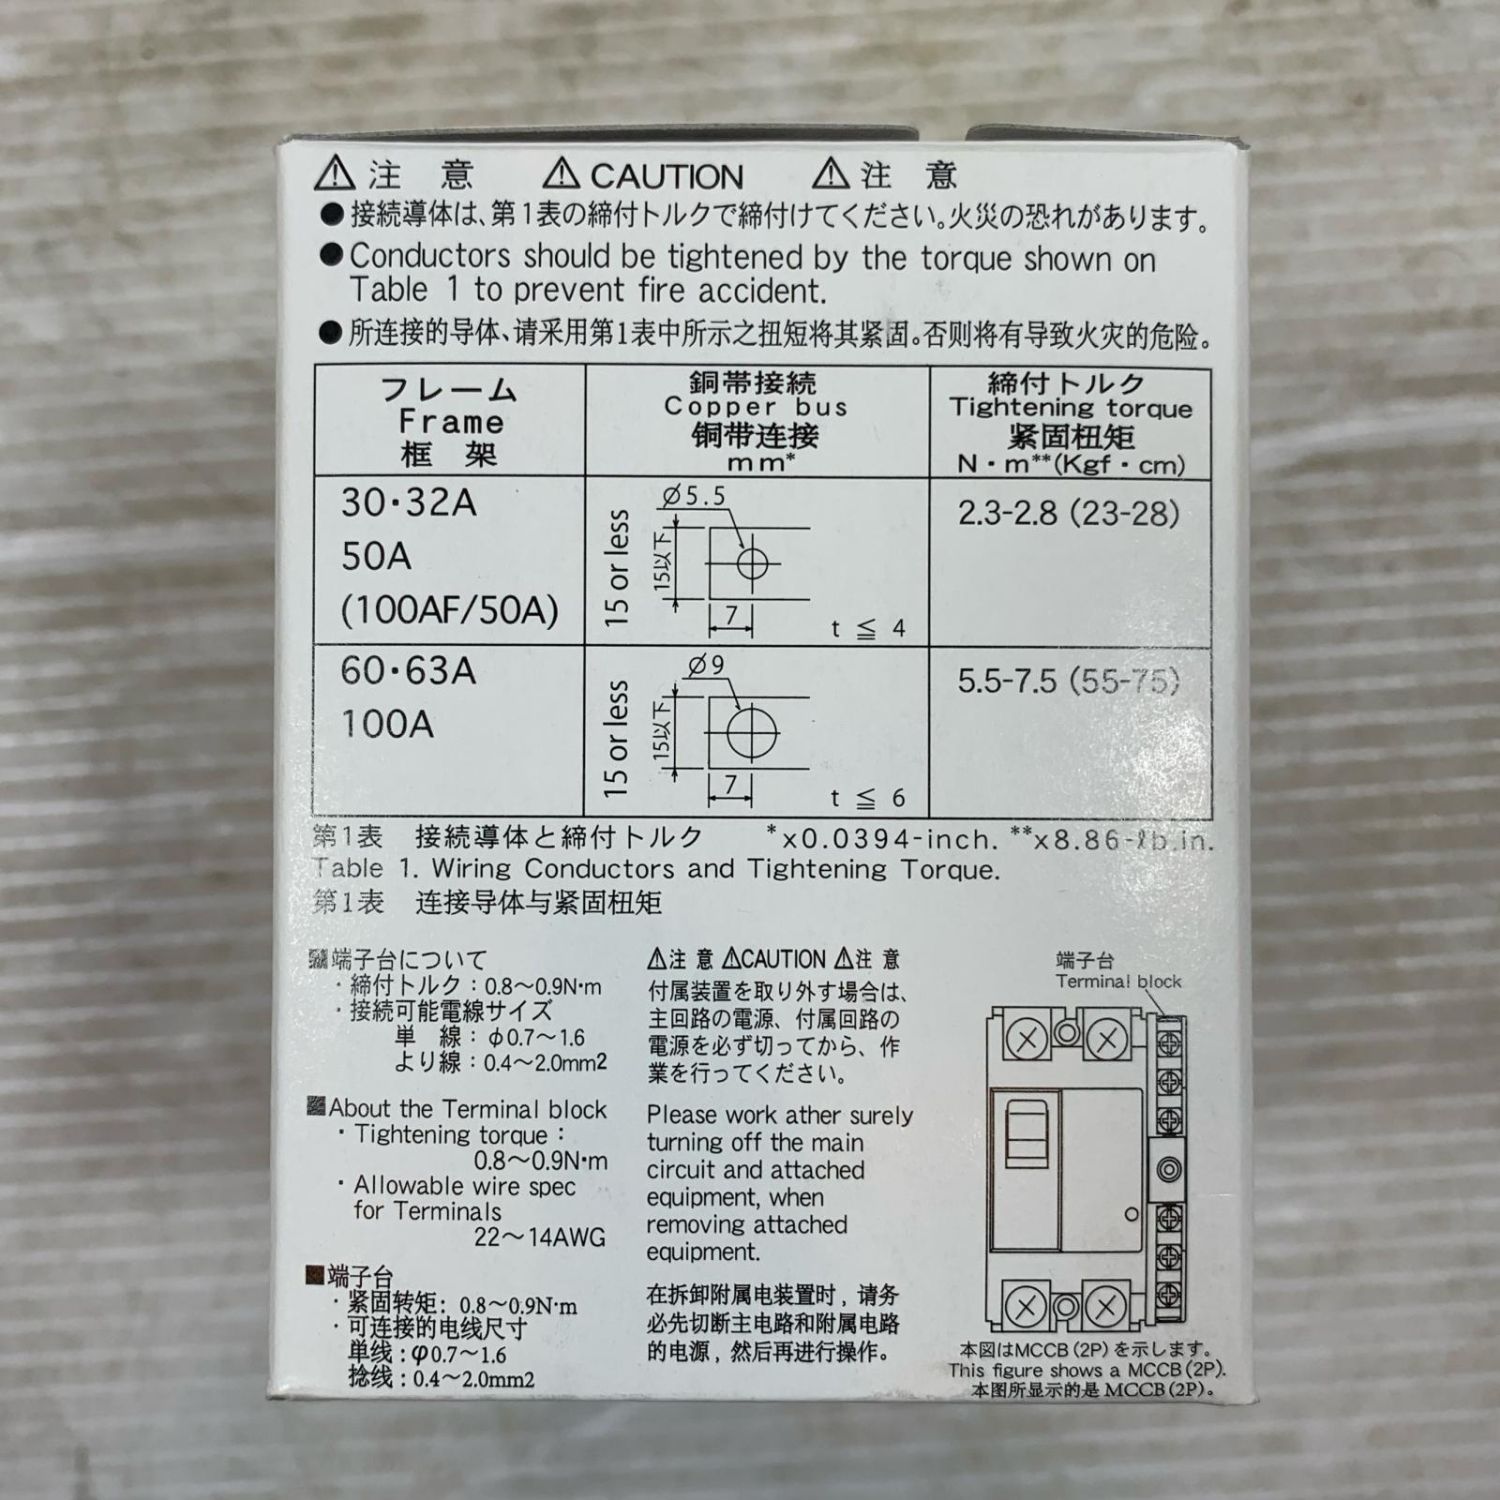 ⚠注 意 ⚠CAUTION ⚠注 意
●接続導体は、第1表の締付トルクで締付けてください。火災の恐れがあります。
●Conductors should be tightened by the torque shown on
Table 1 to prevent fire accident.
●所连接的导体、请采用第1表中所示之扭短将其紧固。否则将有导致火灾的危险。
フレーム
Frame
框 架
銅帯接続
Copper bus
铜带连接
mm*
締付トルク
Tightening torque
紧固扭矩
N・m**(Kgf・cm)
30・32A
50A
(100AF/50A)
15 or less
15以下
Ø5.5
7
t ≦ 4
2.3-2.8 (23-28)
60・63A
100A
15 or less
15以下
Ø9
7
t ≦ 6
5.5-7.5 (55-75)
第1表 接続導体と締付トルク *x0.0394-inch. **x8.86-ℓb.in.
Table 1. Wiring Conductors and Tightening Torque.
第1表 连接导体与紧固扭矩
■端子台について
・締付トルク：0.8〜0.9N・m
・接続可能電線サイズ
単 線：φ0.7〜1.6
より線：0.4〜2.0mm2
■About the Terminal block
・Tightening torque：
0.8〜0.9N・m
・Allowable wire spec
for Terminals
22〜14AWG
■端子台
・紧固转矩：0.8〜0.9N·m
・可连接的电线尺寸
单线：φ0.7〜1.6
捻线：0.4〜2.0mm2
⚠注 意 ⚠CAUTION ⚠注 意
付属装置を取り外す場合は、
主回路の電源、付属回路の
電源を必ず切ってから、作
業を行ってください。
Please work ather surely
turning off the main
circuit and attached
equipment, when
removing attached
equipment.
在拆卸附属电装置时，请务
必先切断主电路和附属电路
的电源，然后再进行操作。
端子台
Terminal block
本図はMCCB(2P)を示します。
This figure shows a MCCB(2P).
本图所显示的是 MCCB(2P)。